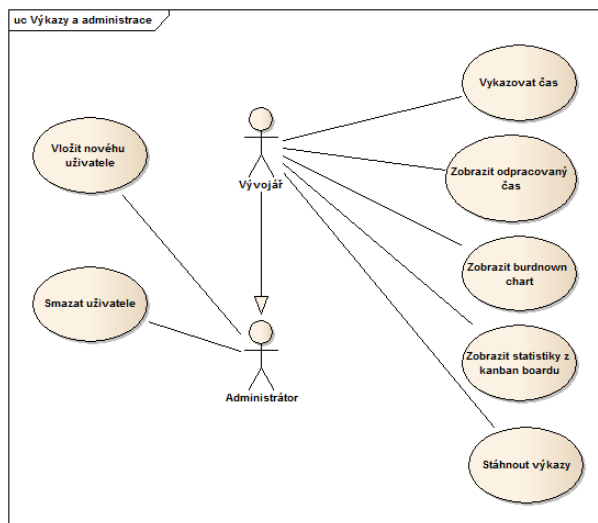 uc Výkazy a administrace
Vykazovat čas
Vložit novéhu
uživatele
Vývojář
Zobrazit odpracovaný
čas
Zobrazit burdnown
chart
Smazat uživatele
Zobrazit statistiky z
kanban boardu
Administrátor
Stáhnout výkazy